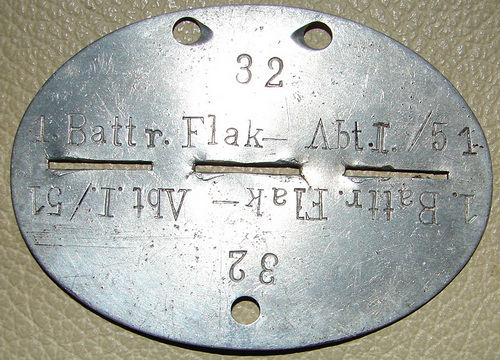 32
1. Battr. Flak- Abt. I. /51
1. Battr. Flak- Abt. I /51
32